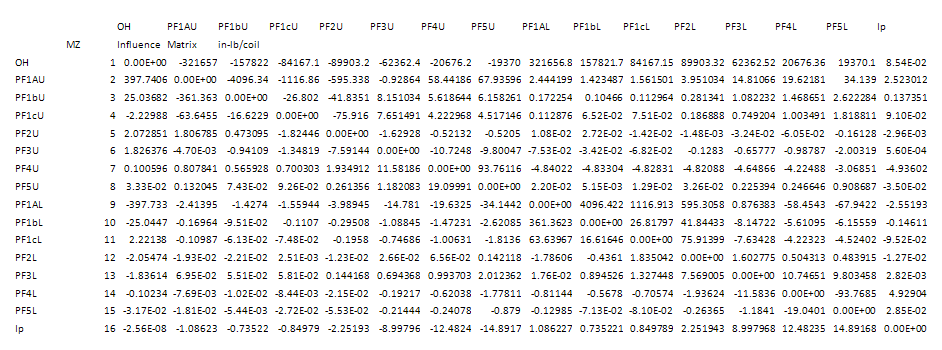 OH PF1AU PF1bU PF1cU PF2U PF3U PF4U PF5U PF1AL PF1bL PF1cL PF2L PF3L PF4L PF5L Ip
MZ Influence Matrix in-lb/coil
OH 1 0.00E+00 -321657 -157822 -84167.1 -89903.2 -62362.4 -20676.2 -19370 321656.8 157821.7 84167.15 89903.32 62362.52 20676.36 19370.1 8.54E-02
PF1AU 2 397.7406 0.00E+00 -4096.34 -1116.86 -595.338 -0.92864 58.44186 67.93596 2.444199 1.423487 1.561501 3.951034 14.81066 19.62181 34.139 2.523012
PF1bU 3 25.03682 -361.363 0.00E+00 -26.802 -41.8351 8.151034 5.618644 6.158261 0.172254 0.10466 0.112964 0.281341 1.082232 1.468651 2.622284 0.137351
PF1cU 4 -2.22988 -63.6455 -16.6229 0.00E+00 -75.916 7.651491 4.222968 4.517146 0.112876 6.52E-02 7.51E-02 0.186888 0.749204 1.003491 1.818811 9.10E-02
PF2U 5 2.072851 1.806785 0.473095 -1.82446 0.00E+00 -1.62928 -0.52132 -0.5205 1.08E-02 2.72E-02 -1.42E-02 -1.48E-03 -3.24E-02 -6.05E-02 -0.16128 -2.96E-03
PF3U 6 1.826376 -4.70E-03 -0.94109 -1.34819 -7.59144 0.00E+00 -10.7248 -9.80047 -7.53E-02 -3.42E-02 -6.82E-02 -0.1283 -0.65777 -0.98787 -2.00319 5.60E-04
PF4U 7 0.100596 0.807841 0.565928 0.700303 1.934912 11.58186 0.00E+00 93.76116 -4.84022 -4.83304 -4.82831 -4.82088 -4.64866 -4.22488 -3.06851 -4.93602
PF5U 8 3.33E-02 0.132045 7.43E-02 9.26E-02 0.261356 1.182083 19.09991 0.00E+00 2.20E-02 5.15E-03 1.29E-02 3.26E-02 0.225394 0.246646 0.908687 -3.50E-02
PF1AL 9 -397.733 -2.41395 -1.4274 -1.55944 -3.98945 -14.781 -19.6325 -34.1442 0.00E+00 4096.422 1116.913 595.3058 0.876383 -58.4543 -67.9422 -2.55193
PF1bL 10 -25.0447 -0.16964 -9.51E-02 -0.1107 -0.29508 -1.08845 -1.47231 -2.62085 361.3623 0.00E+00 26.81797 41.84433 -8.14722 -5.61095 -6.15559 -0.14611
PF1cL 11 2.22138 -0.10987 -6.13E-02 -7.48E-02 -0.1958 -0.74686 -1.00631 -1.8136 63.63967 16.61646 0.00E+00 75.91399 -7.63428 -4.22323 -4.52402 -9.52E-02
PF2L 12 -2.05474 -1.93E-02 -2.21E-02 2.51E-03 -1.23E-02 2.66E-02 6.56E-02 0.142118 -1.78606 -0.4361 1.835042 0.00E+00 1.602775 0.504313 0.483915 -1.27E-02
PF3L 13 -1.83614 6.95E-02 5.51E-02 5.81E-02 0.144168 0.694368 0.993703 2.012362 1.76E-02 0.894526 1.327448 7.569005 0.00E+00 10.74651 9.803458 2.82E-03
PF4L 14 -0.10234 -7.69E-03 -1.02E-02 -8.44E-03 -2.15E-02 -0.19217 -0.62038 -1.77811 -0.81144 -0.5678 -0.70574 -1.93624 -11.5836 0.00E+00 -93.7685 4.92904
PF5L 15 -3.17E-02 -1.81E-02 -5.44E-03 -2.72E-02 -5.53E-02 -0.21444 -0.24078 -0.879 -0.12985 -7.13E-02 -8.10E-02 -0.26365 -1.1841 -19.0401 0.00E+00 2.85E-02
Ip 16 -2.56E-08 -1.08623 -0.73522 -0.84979 -2.25193 -8.99796 -12.4824 -14.8917 1.086227 0.735221 0.849789 2.251943 8.997968 12.48235 14.89168 0.00E+00